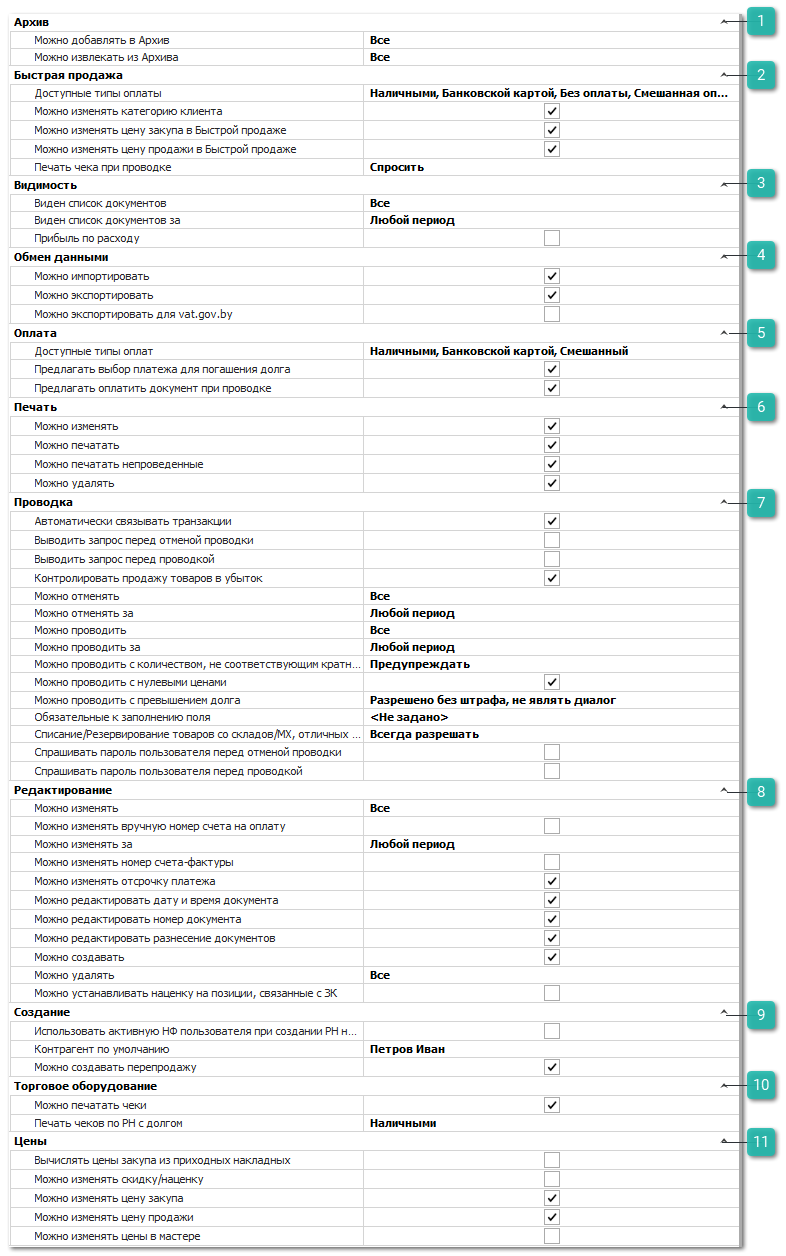 Архив 1
Можно добавлять в Архив Все
Можно извлекать из Архива Все
Быстрая продажа 2
Доступные типы оплаты Наличными, Банковской картой, Без оплаты, Смешанная оп...
Можно изменять категорию клиента
Можно изменять цену закупа в Быстрой продаже
Можно изменять цену продажи в Быстрой продаже
Печать чека при проводке Спросить
Видимость 3
Виден список документов Все
Виден список документов за Любой период
Прибыль по расходу
Обмен данными 4
Можно импортировать
Можно экспортировать
Можно экспортировать для vat.gov.by
Оплата 5
Доступные типы оплат Наличными, Банковской картой, Смешанный
Предлагать выбор платежа для погашения долга
Предлагать оплатить документ при проводке
Печать 6
Можно изменять
Можно печатать
Можно печатать непроведенные
Можно удалять
Проводка 7
Автоматически связывать транзакции
Выводить запрос перед отменой проводки
Выводить запрос перед проводкой
Контролировать продажу товаров в убыток
Можно отменять Все
Можно отменять за Любой период
Можно проводить Все
Можно проводить за Любой период
Можно проводить с количеством, не соответствующим кратн... Предупреждать
Можно проводить с нулевыми ценами
Можно проводить с превышением долга Разрешено без штрафа, не являть диалог
Обязательные к заполнению поля <Не задано>
Списание/Резервирование товаров со складов/МХ, отличных ... Всегда разрешать
Спрашивать пароль пользователя перед отменой проводки
Спрашивать пароль пользователя перед проводкой
Редактирование 8
Можно изменять Все
Можно изменять вручную номер счета на оплату
Можно изменять за Любой период
Можно изменять номер счета-фактуры
Можно изменять отсрочку платежа
Можно редактировать дату и время документа
Можно редактировать номер документа
Можно редактировать разнесение документов
Можно создавать
Можно удалять Все
Можно устанавливать наценку на позиции, связанные с ЗК
Создание 9
Использовать активную НФ пользователя при создании РН н...
Контрагент по умолчанию Петров Иван
Можно создавать перепродажу
Торговое оборудование 10
Можно печатать чеки
Печать чеков по РН с долгом Наличными
Цены 11
Вычислять цены закупа из приходных накладных
Можно изменять скидку/наценку
Можно изменять цену закупа
Можно изменять цену продажи
Можно изменять цены в мастере